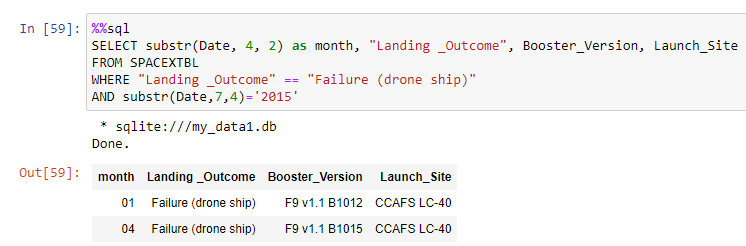 In [59]: %%sql
SELECT substr(Date, 4, 2) as month, "Landing _Outcome", Booster_Version, Launch_Site
FROM SPACEXTBL
WHERE "Landing _Outcome" == "Failure (drone ship)"
AND substr(Date,7,4)='2015'
* sqlite:///my_data1.db
Done.
Out[59]: month Landing _Outcome Booster_Version Launch_Site
01 Failure (drone ship) F9 v1.1 B1012 CCAFS LC-40
04 Failure (drone ship) F9 v1.1 B1015 CCAFS LC-40